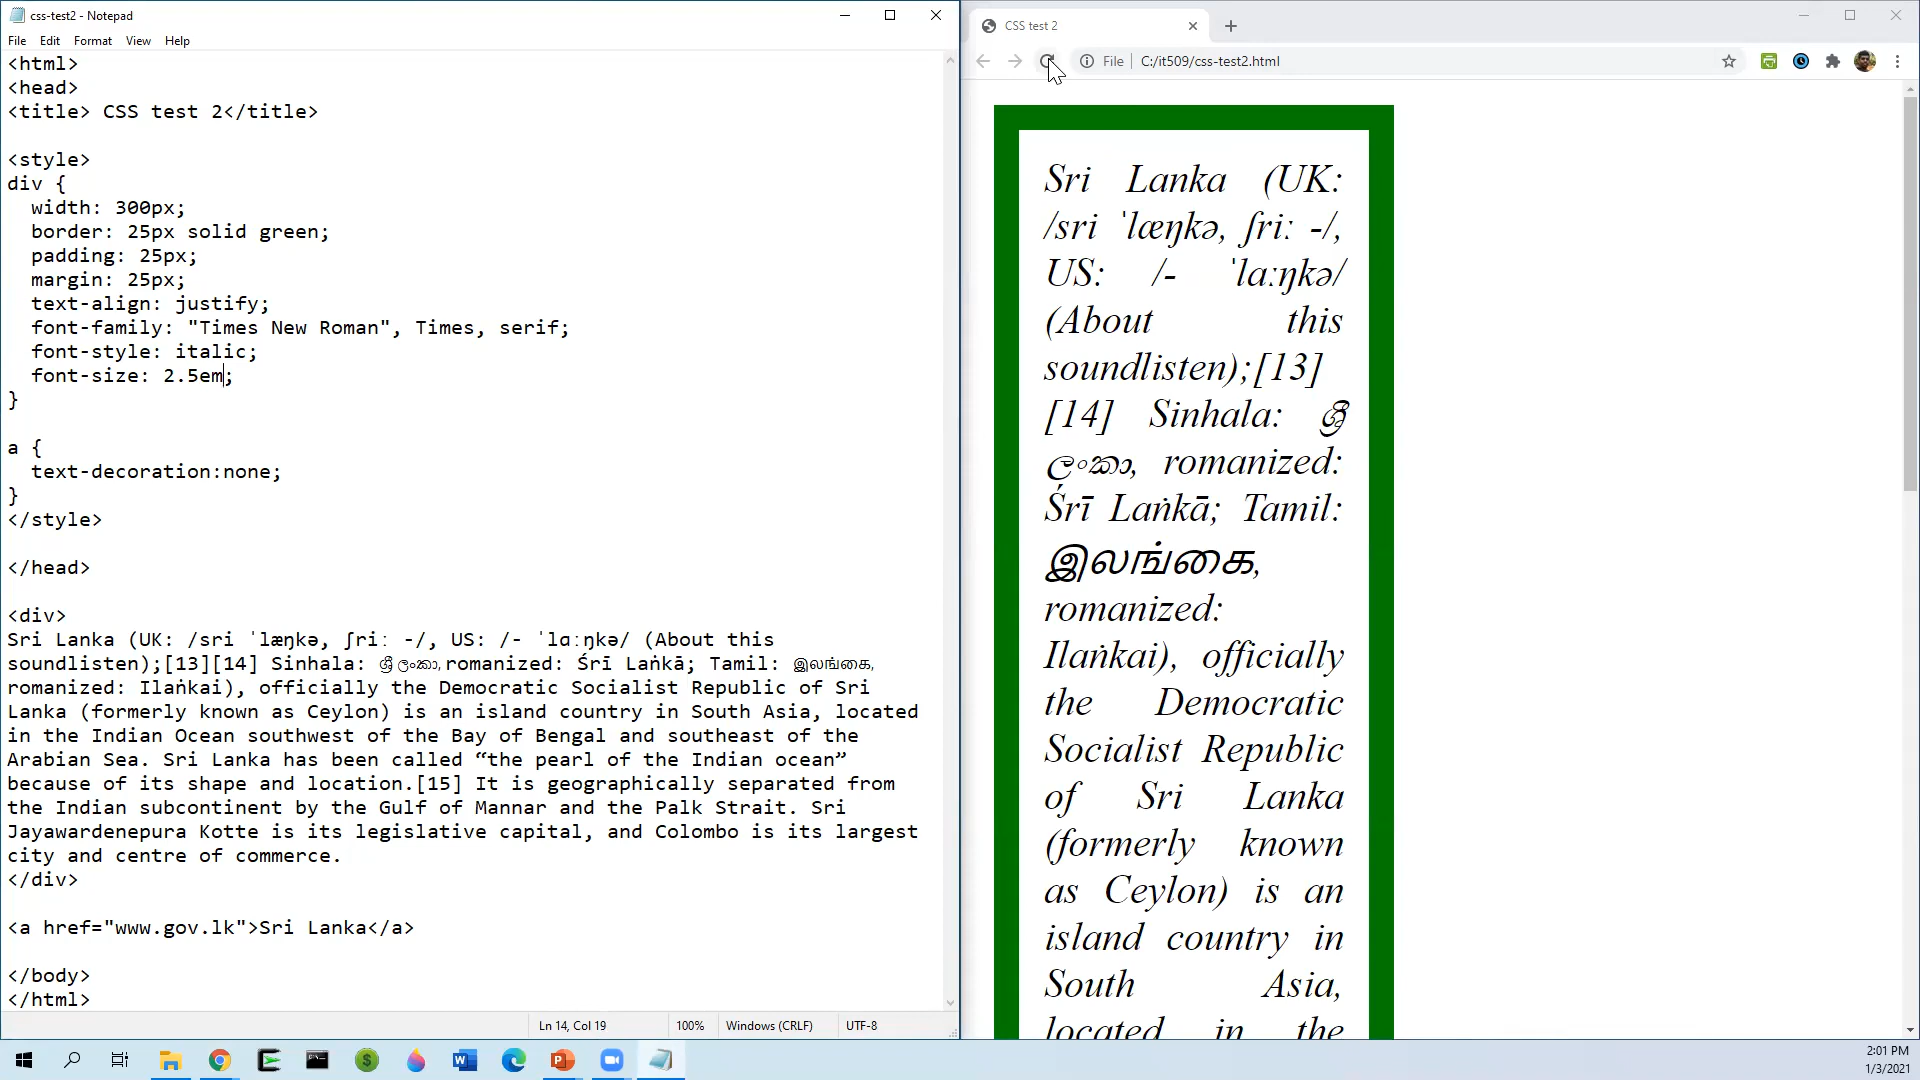 css-test2 - Notepad
File Edit Format View Help
<html>
<head>
<title> CSS test 2</title>
<style>
div {
width: 300px;
border: 25px solid green;
padding: 25px;
margin: 25px;
text-align: justify;
font-family: "Times New Roman", Times, serif;
font-style: italic;
font-size: 2.5em;
}
a {
text-decoration:none;
}
</style>
</head>
<div>
Sri Lanka (UK: /sri ˈlæŋkə, ʃriː -/, US: /- ˈlɑːŋkə/ (About this
soundlisten);[13][14] Sinhala: ශ්‍රී ලංකා, romanized: Śrī Laṅkā; Tamil: இலங்கை,
romanized: Ilaṅkai), officially the Democratic Socialist Republic of Sri
Lanka (formerly known as Ceylon) is an island country in South Asia, located
in the Indian Ocean southwest of the Bay of Bengal and southeast of the
Arabian Sea. Sri Lanka has been called “the pearl of the Indian ocean”
because of its shape and location.[15] It is geographically separated from
the Indian subcontinent by the Gulf of Mannar and the Palk Strait. Sri
Jayawardenepura Kotte is its legislative capital, and Colombo is its largest
city and centre of commerce.
</div>
<a href="www.gov.lk">Sri Lanka</a>
</body>
</html>
Ln 14, Col 19 100% Windows (CRLF) UTF-8
CSS test 2
File C:/it509/css-test2.html
Sri Lanka (UK:
/sri ˈlæŋkə, ʃriː -/,
US: /- ˈlɑːŋkə/
(About this
soundlisten);[13]
[14] Sinhala: ශ්‍රී
ලංකා, romanized:
Śrī Laṅkā; Tamil:
இலங்கை,
romanized:
Ilaṅkai), officially
the Democratic
Socialist Republic
of Sri Lanka
(formerly known
as Ceylon) is an
island country in
South Asia,
located in the
2:01 PM
1/3/2021